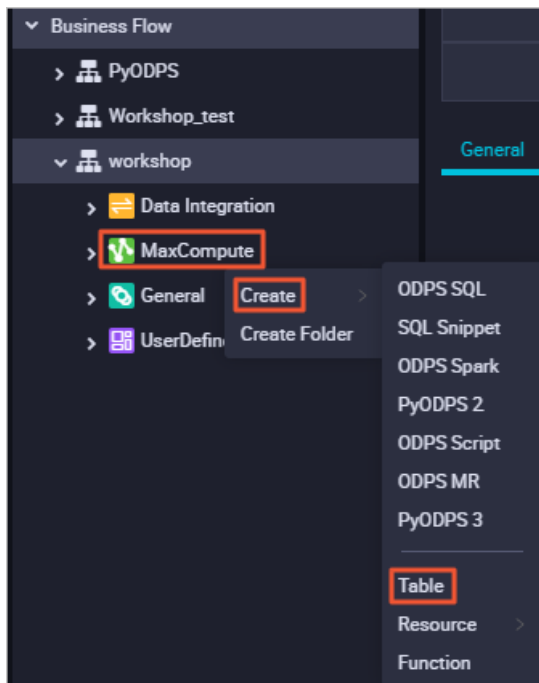 Business Flow
PyODPS
Workshop_test
General
workshop
Data Integration
MaxCompute
General
UserDefin
Create
Create Folder
ODPS SQL
SQL Snippet
ODPS Spark
PyODPS 2
ODPS Script
ODPS MR
PyODPS 3
Table
Resource
Function